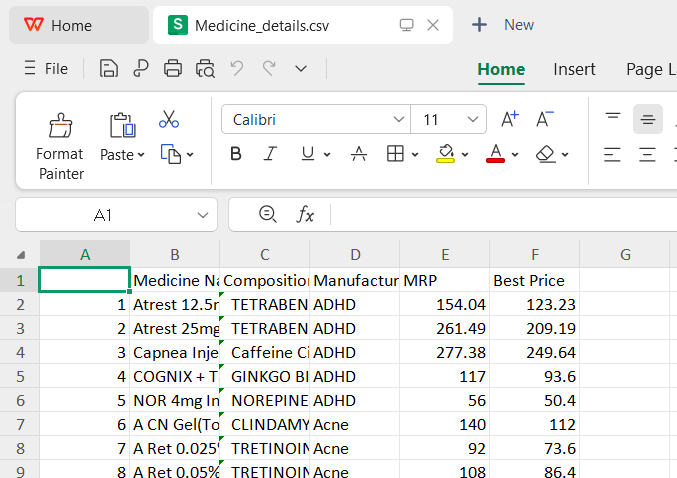 Home
Medicine_details.csv
New
File
Home Insert Page L
Format Painter
Paste
Calibri 11
B I U A
A1 fx
A B C D E F G
1 Medicine Na Composition Manufactur MRP Best Price
2 1 Atrest 12.5m TETRABEN ADHD 154.04 123.23
3 2 Atrest 25mg TETRABEN ADHD 261.49 209.19
4 3 Capnea Inje Caffeine Ci ADHD 277.38 249.64
5 4 COGNIX + T GINKGO BI ADHD 117 93.6
6 5 NOR 4mg In NOREPINE ADHD 56 50.4
7 6 A CN Gel(To CLINDAMY Acne 140 112
8 7 A Ret 0.025% TRETINOIN Acne 92 73.6
9 8 A Ret 0.05% TRETINOIN Acne 108 86.4